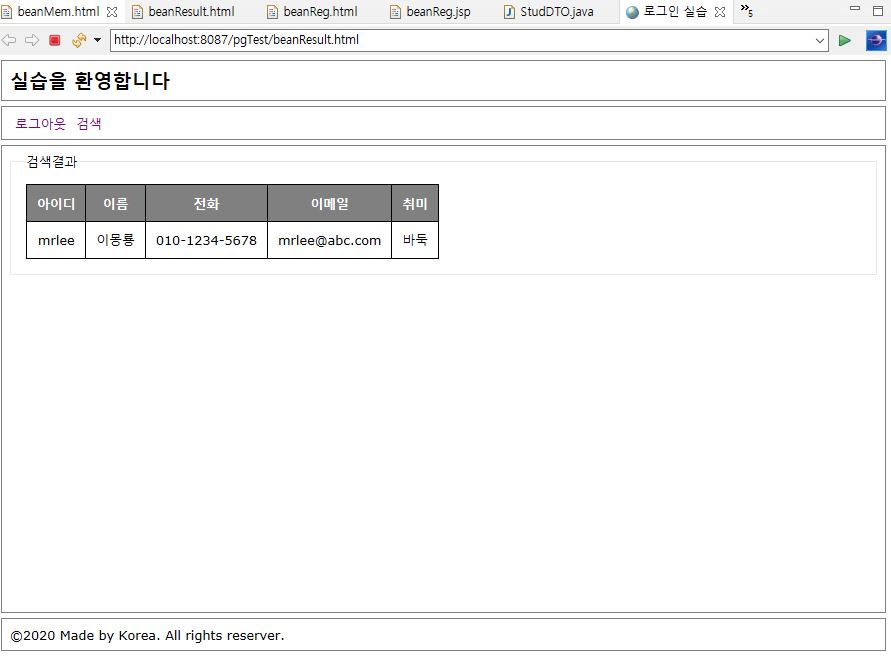 beanMem.html beanResult.html beanReg.html beanReg.jsp StudDTO.java 로그인 실습 »5
http://localhost:8087/pgTest/beanResult.html
실습을 환영합니다
로그아웃 검색
검색결과
아이디 이름 전화 이메일 취미
mrlee 이몽룡 010-1234-5678 mrlee@abc.com 바둑
©2020 Made by Korea. All rights reserver.